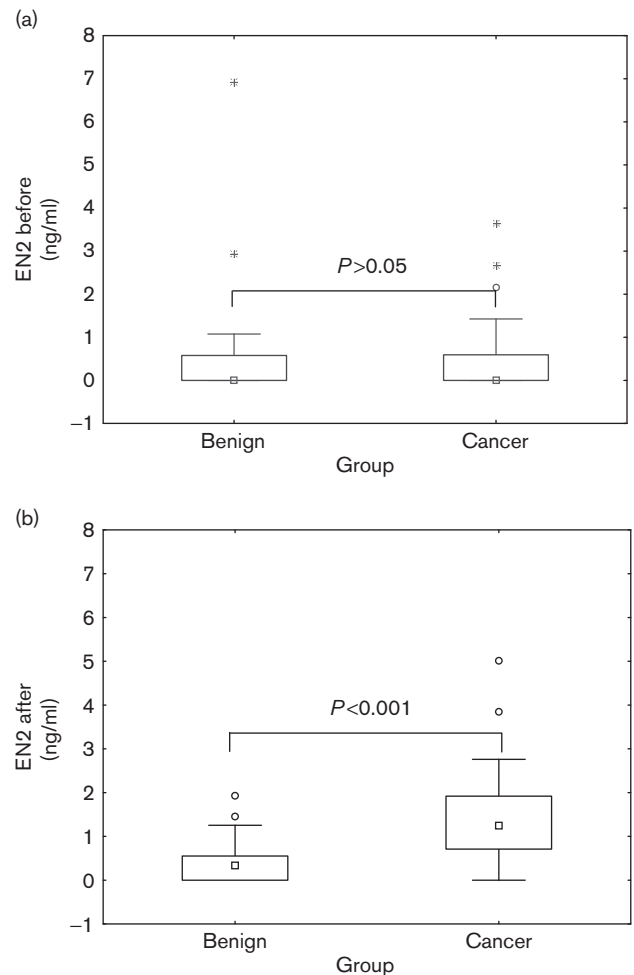 (a)
8
7
6
5
4
3
2
1
0
−1
EN2 before
(ng/ml)
P>0.05
Benign
Cancer
Group
(b)
8
7
6
5
4
3
2
1
0
−1
EN2 after
(ng/ml)
P<0.001
Benign
Cancer
Group